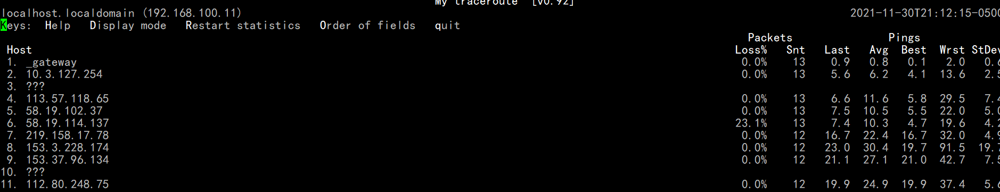 My traceroute [v0.92]
localhost.localdomain (192.168.100.11) 2021-11-30T21:12:15-0500
Keys: Help Display mode Restart statistics Order of fields quit
Packets Pings
Host Loss% Snt Last Avg Best Wrst StDev
1. _gateway 0.0% 13 0.9 0.8 0.1 2.0 0.6
2. 10.3.127.254 0.0% 13 5.6 6.2 4.1 13.6 2.5
3. ???
4. 113.57.118.65 0.0% 13 6.6 11.6 5.8 29.5 7.4
5. 58.19.102.37 0.0% 13 7.5 10.5 5.5 22.0 5.0
6. 58.19.114.137 23.1% 13 7.4 10.3 4.7 19.6 4.2
7. 219.158.17.78 0.0% 12 16.7 22.4 16.7 32.0 4.9
8. 153.3.228.174 0.0% 12 23.0 30.4 19.7 91.5 19.7
9. 153.37.96.134 0.0% 12 21.1 27.1 21.0 42.7 7.5
10. ???
11. 112.80.248.75 0.0% 12 19.9 24.9 19.9 37.4 5.6